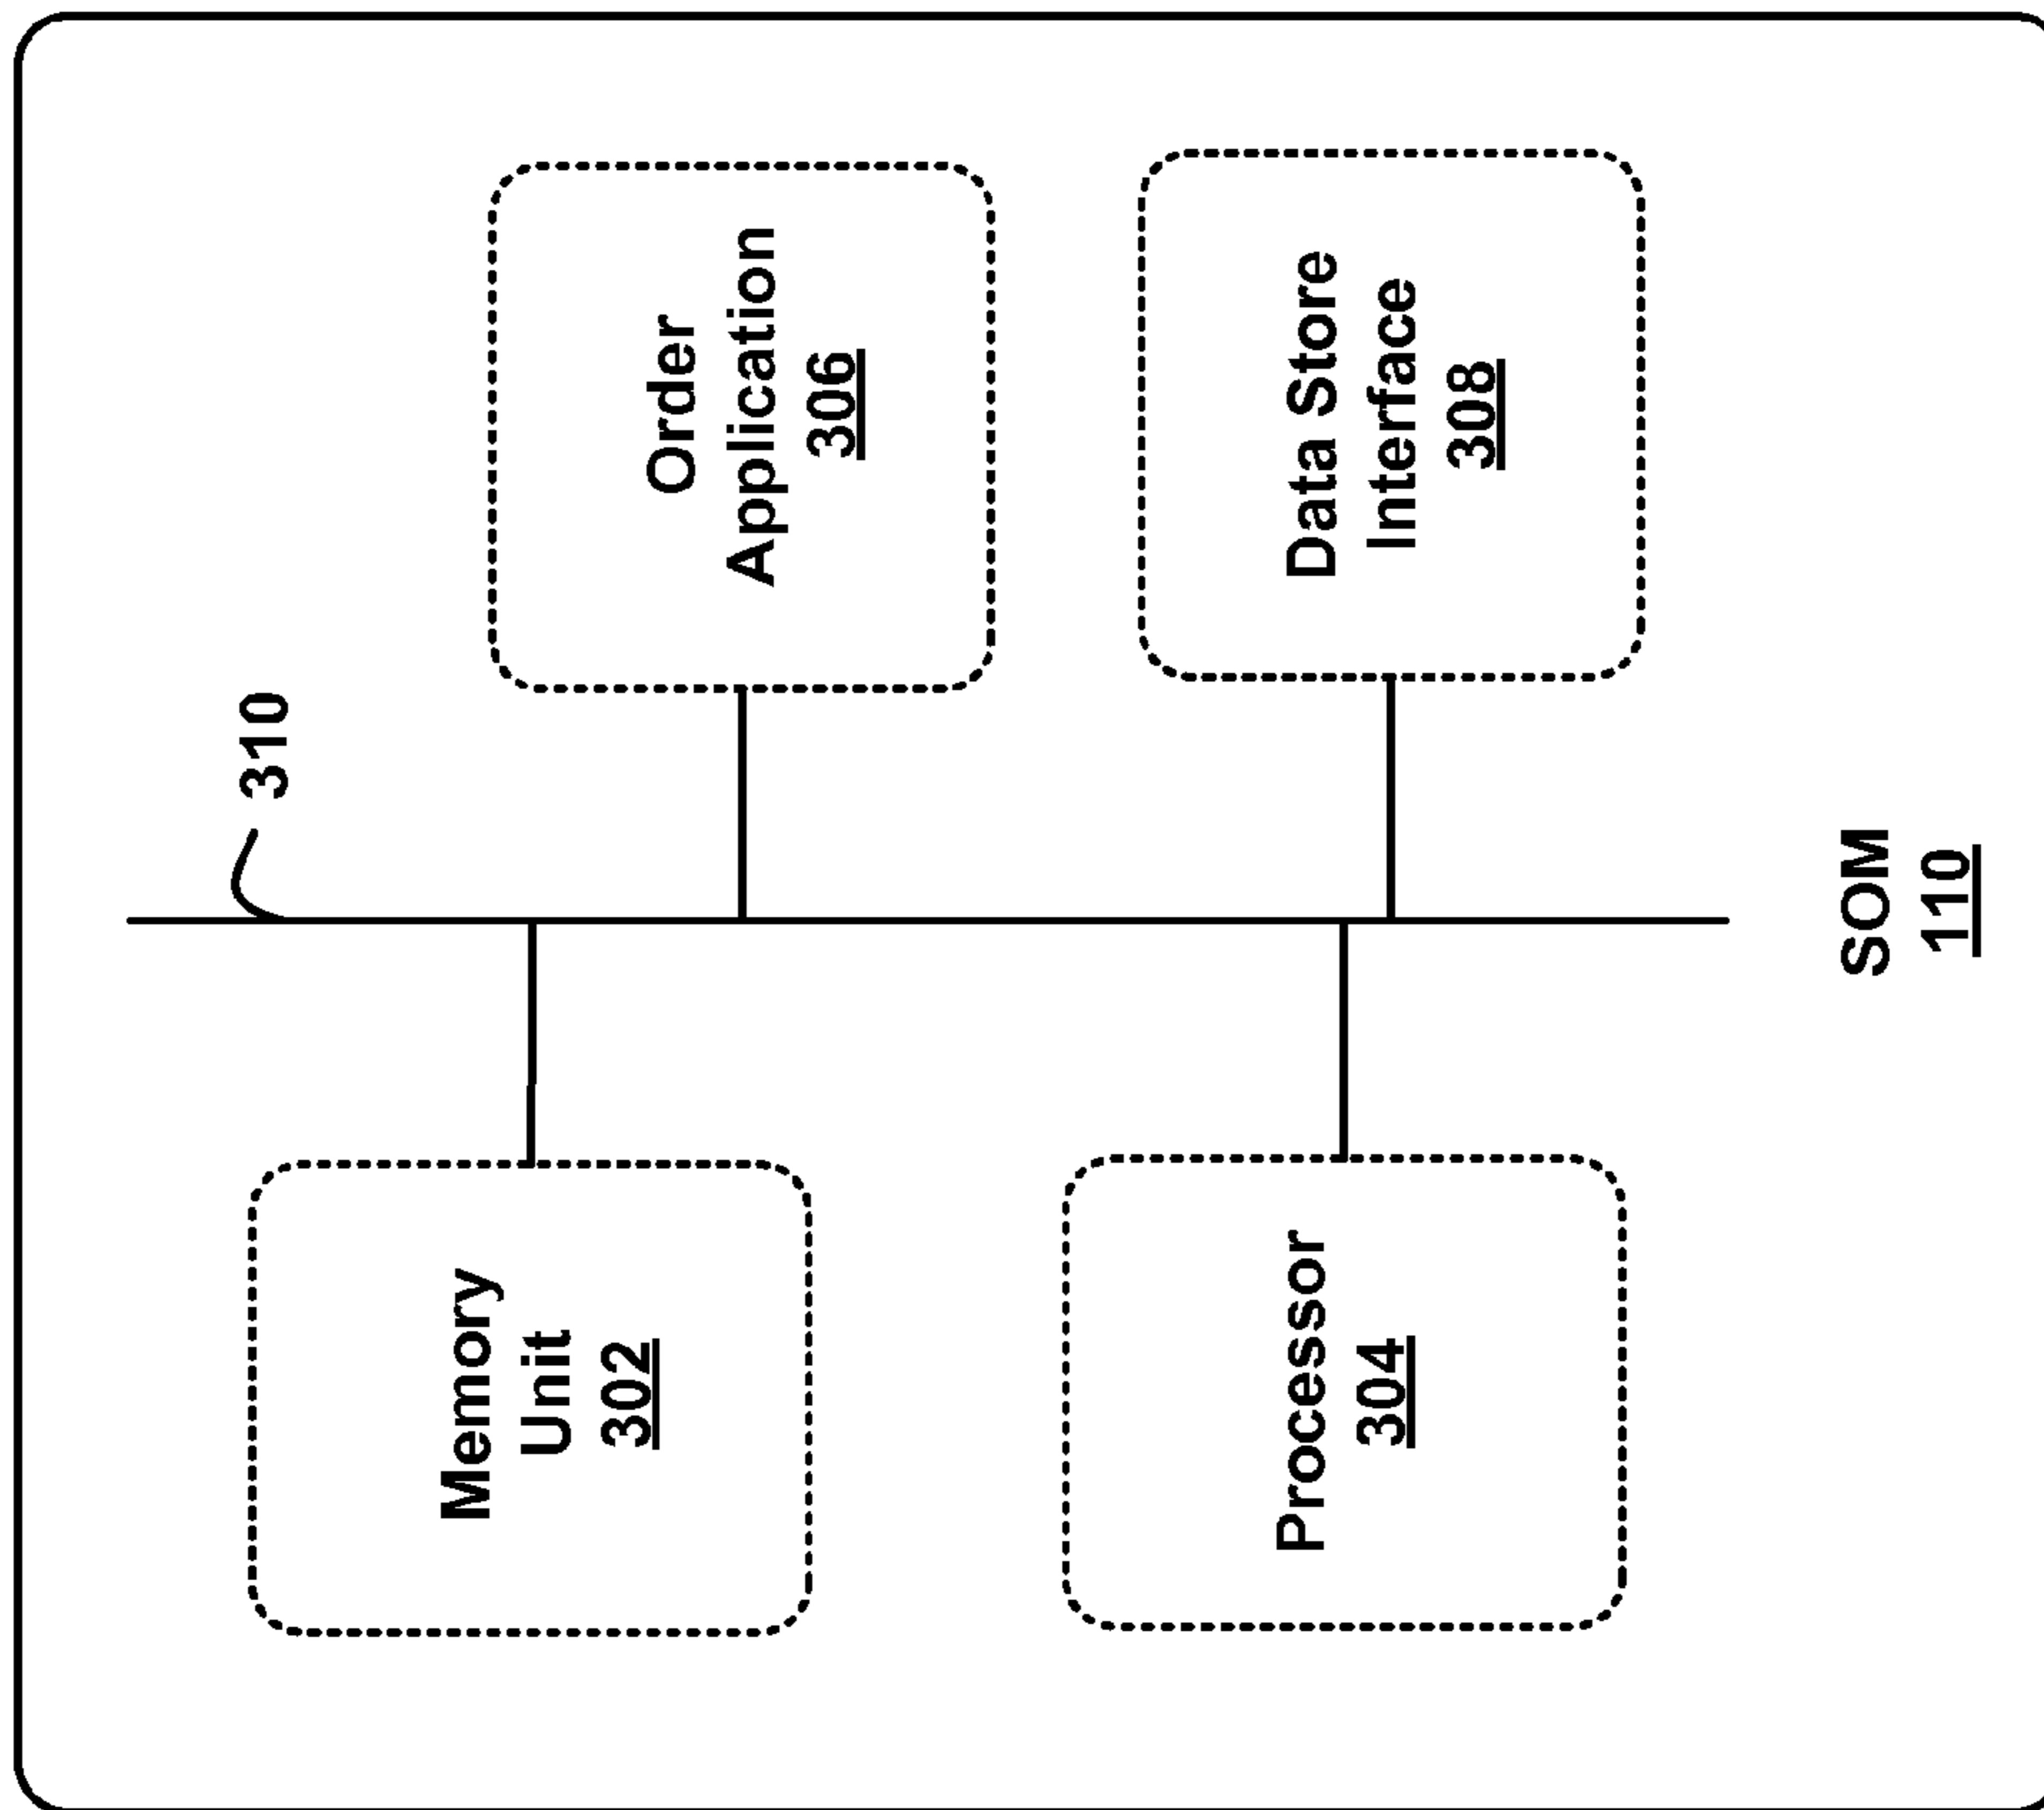 310
Memory
Unit
302
Order
Application
306
Processor
304
Data Store
Interface
308
SOM
110